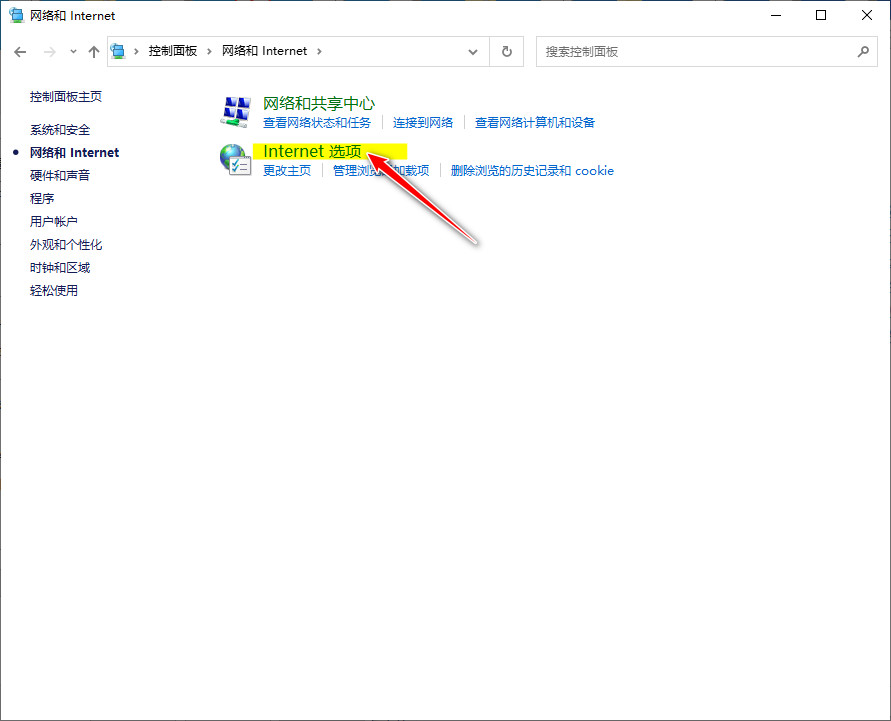 网络和 Internet
控制面板 网络和 Internet 搜索控制面板
控制面板主页
系统和安全
网络和 Internet
硬件和声音
程序
用户帐户
外观和个性化
时钟和区域
轻松使用
网络和共享中心
查看网络状态和任务 连接到网络 查看网络计算机和设备
Internet 选项
更改主页 管理浏览 加载项 删除浏览的历史记录和 cookie